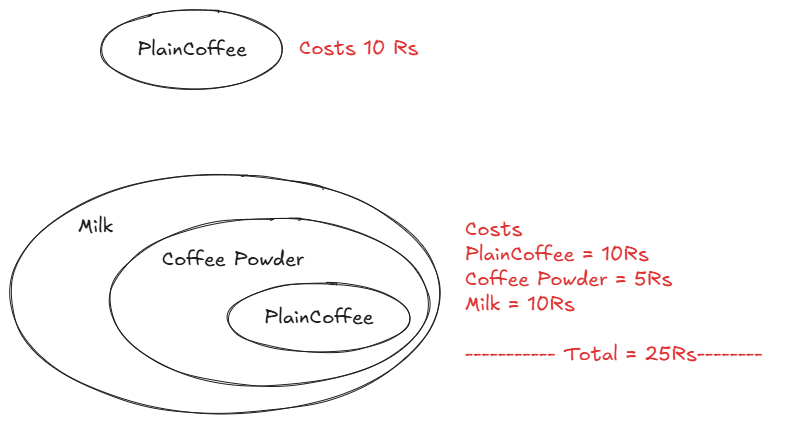 PlainCoffee
Costs 10 Rs
Milk
Coffee Powder
PlainCoffee
Costs
PlainCoffee = 10Rs
Coffee Powder = 5Rs
Milk = 10Rs
----------- Total = 25Rs--------